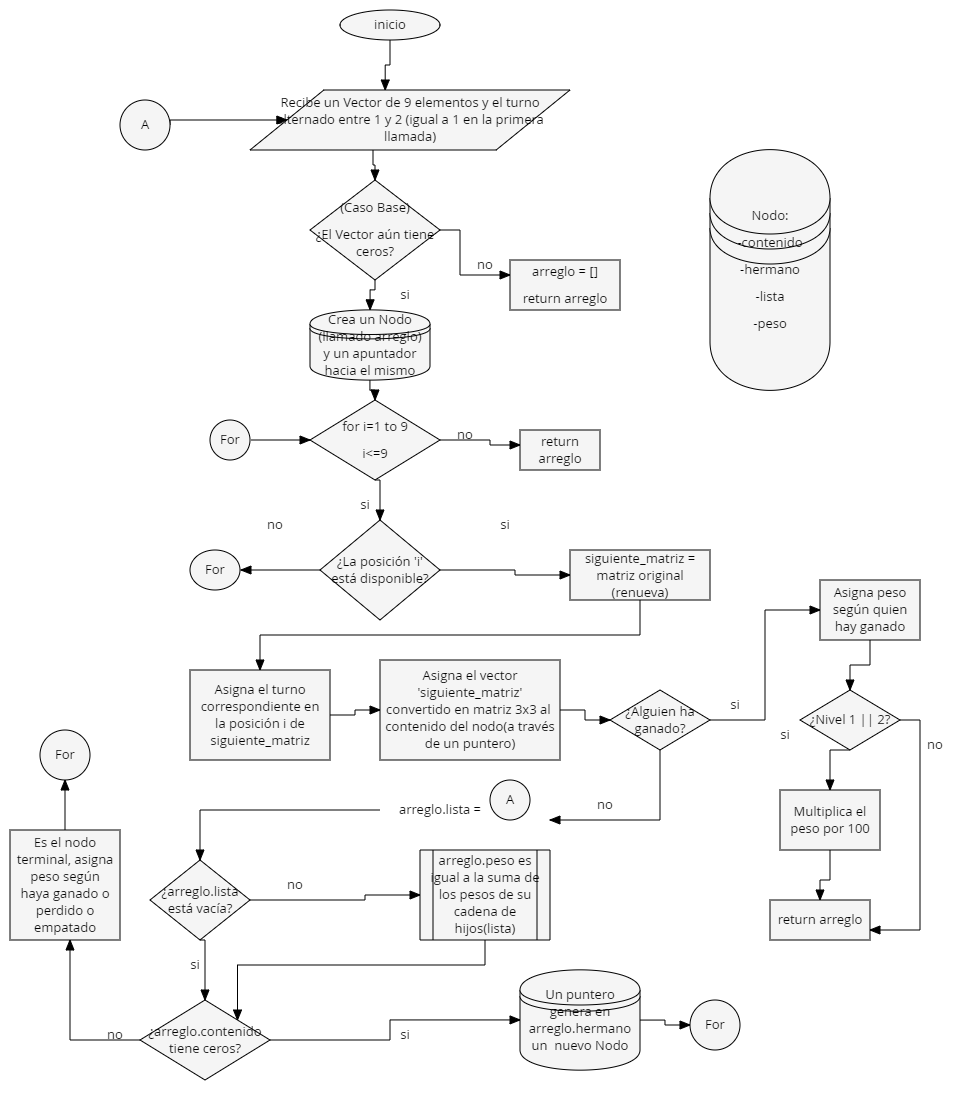 inicio
A
Recibe un Vector de 9 elementos y el turno
alternado entre 1 y 2 (igual a 1 en la primera
llamada)
(Caso Base)
¿El Vector aún tiene
ceros?
no
arreglo = []
return arreglo
si
Nodo:
-contenido
-hermano
-lista
-peso
Crea un Nodo
(llamado arreglo)
y un apuntador
hacia el mismo
For
for i=1 to 9
i<=9
no
return
arreglo
si
no
si
For
¿La posición 'i'
está disponible?
siguiente_matriz =
matriz original
(renueva)
Asigna peso
según quien
hay ganado
Asigna el turno
correspondiente en
la posición i de
siguiente_matriz
Asigna el vector
'siguiente_matriz'
convertido en matriz 3x3 al
contenido del nodo(a través
de un puntero)
¿Alguien ha
ganado?
si
¿Nivel 1 || 2?
si
no
For
Multiplica el
peso por 100
arreglo.lista =
A
no
Es el nodo
terminal, asigna
peso según
haya ganado o
perdido o
empatado
¿arreglo.lista
está vacía?
no
arreglo.peso es
igual a la suma de
los pesos de su
cadena de
hijos(lista)
return arreglo
si
no
¿arreglo.contenido
tiene ceros?
si
Un puntero
genera en
arreglo.hermano
un nuevo Nodo
For